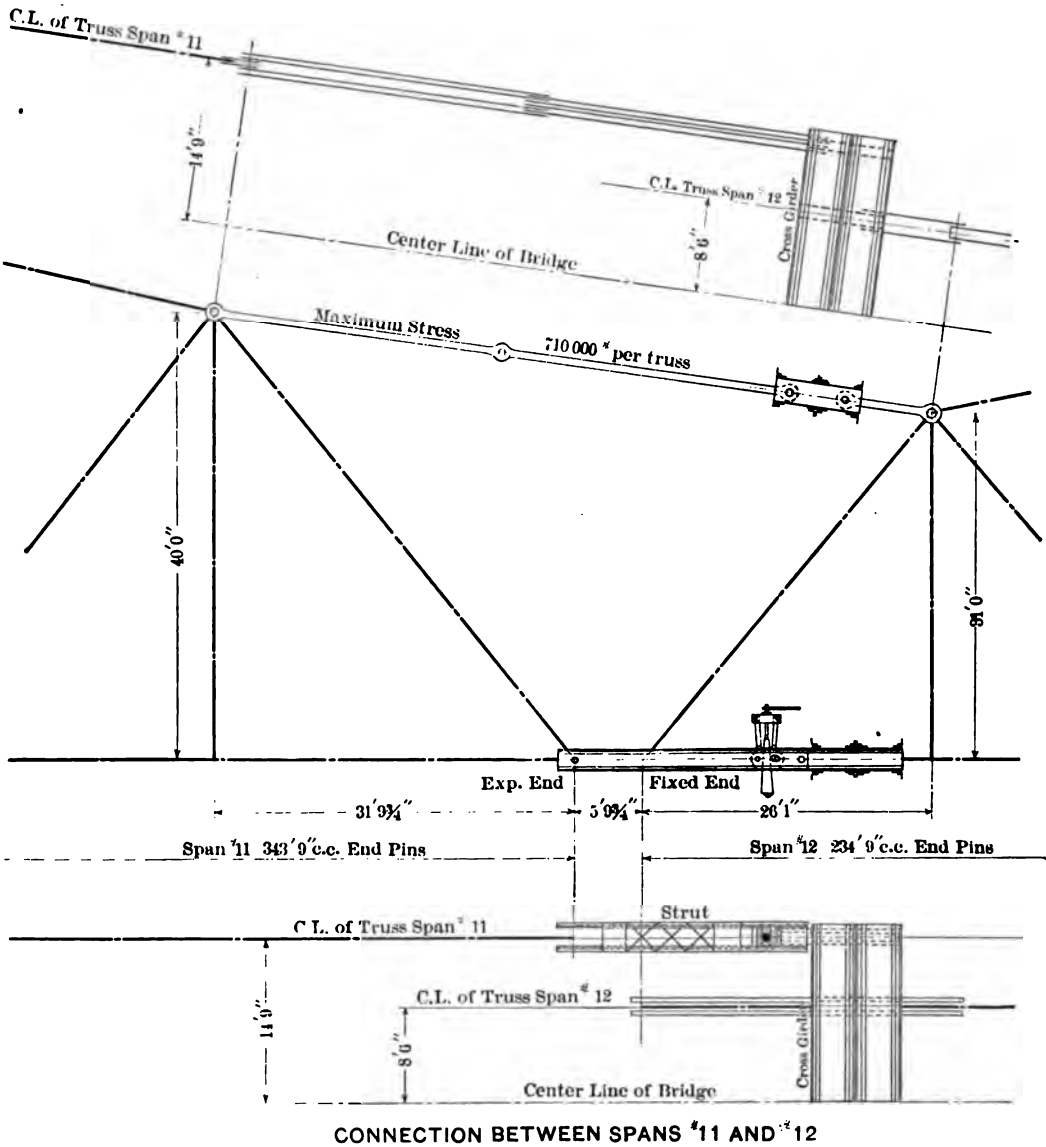 C.L. of Truss Span #11
14'9"
C.L. Truss Span #12
Cross Girder
8'6"
Center Line of Bridge
Maximum Stress
710 000 # per truss
40'0"
31'0"
Exp. End
Fixed End
31'9¾"
5'9¾"
26'1"
Span #11 343'9" c.c. End Pins
Span #12 234'9" c.c. End Pins
Strut
C.L. of Truss Span #11
C.L. of Truss Span #12
14'9"
8'6"
Cross Girder
Center Line of Bridge
CONNECTION BETWEEN SPANS #11 AND #12